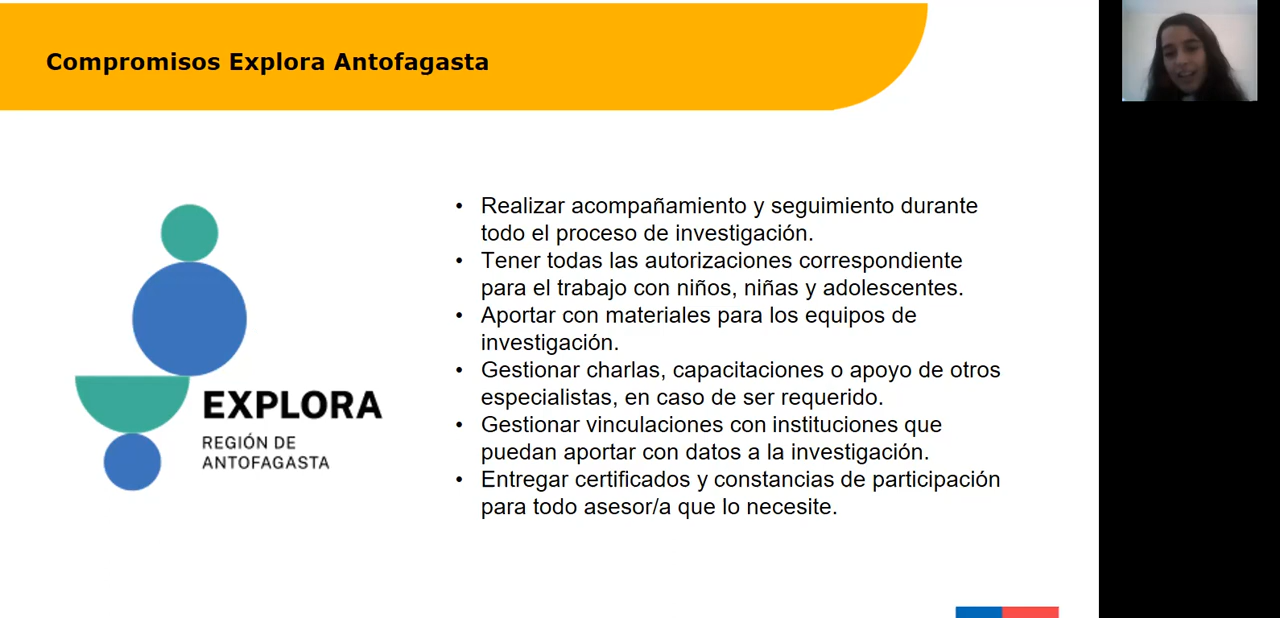 Compromisos Explora Antofagasta
• Realizar acompañamiento y seguimiento durante
todo el proceso de investigación.
• Tener todas las autorizaciones correspondiente
para el trabajo con niños, niñas y adolescentes.
• Aportar con materiales para los equipos de
investigación.
• Gestionar charlas, capacitaciones o apoyo de otros
especialistas, en caso de ser requerido.
• Gestionar vinculaciones con instituciones que
puedan aportar con datos a la investigación.
• Entregar certificados y constancias de participación
para todo asesor/a que lo necesite.
EXPLORA
REGIÓN DE
ANTOFAGASTA